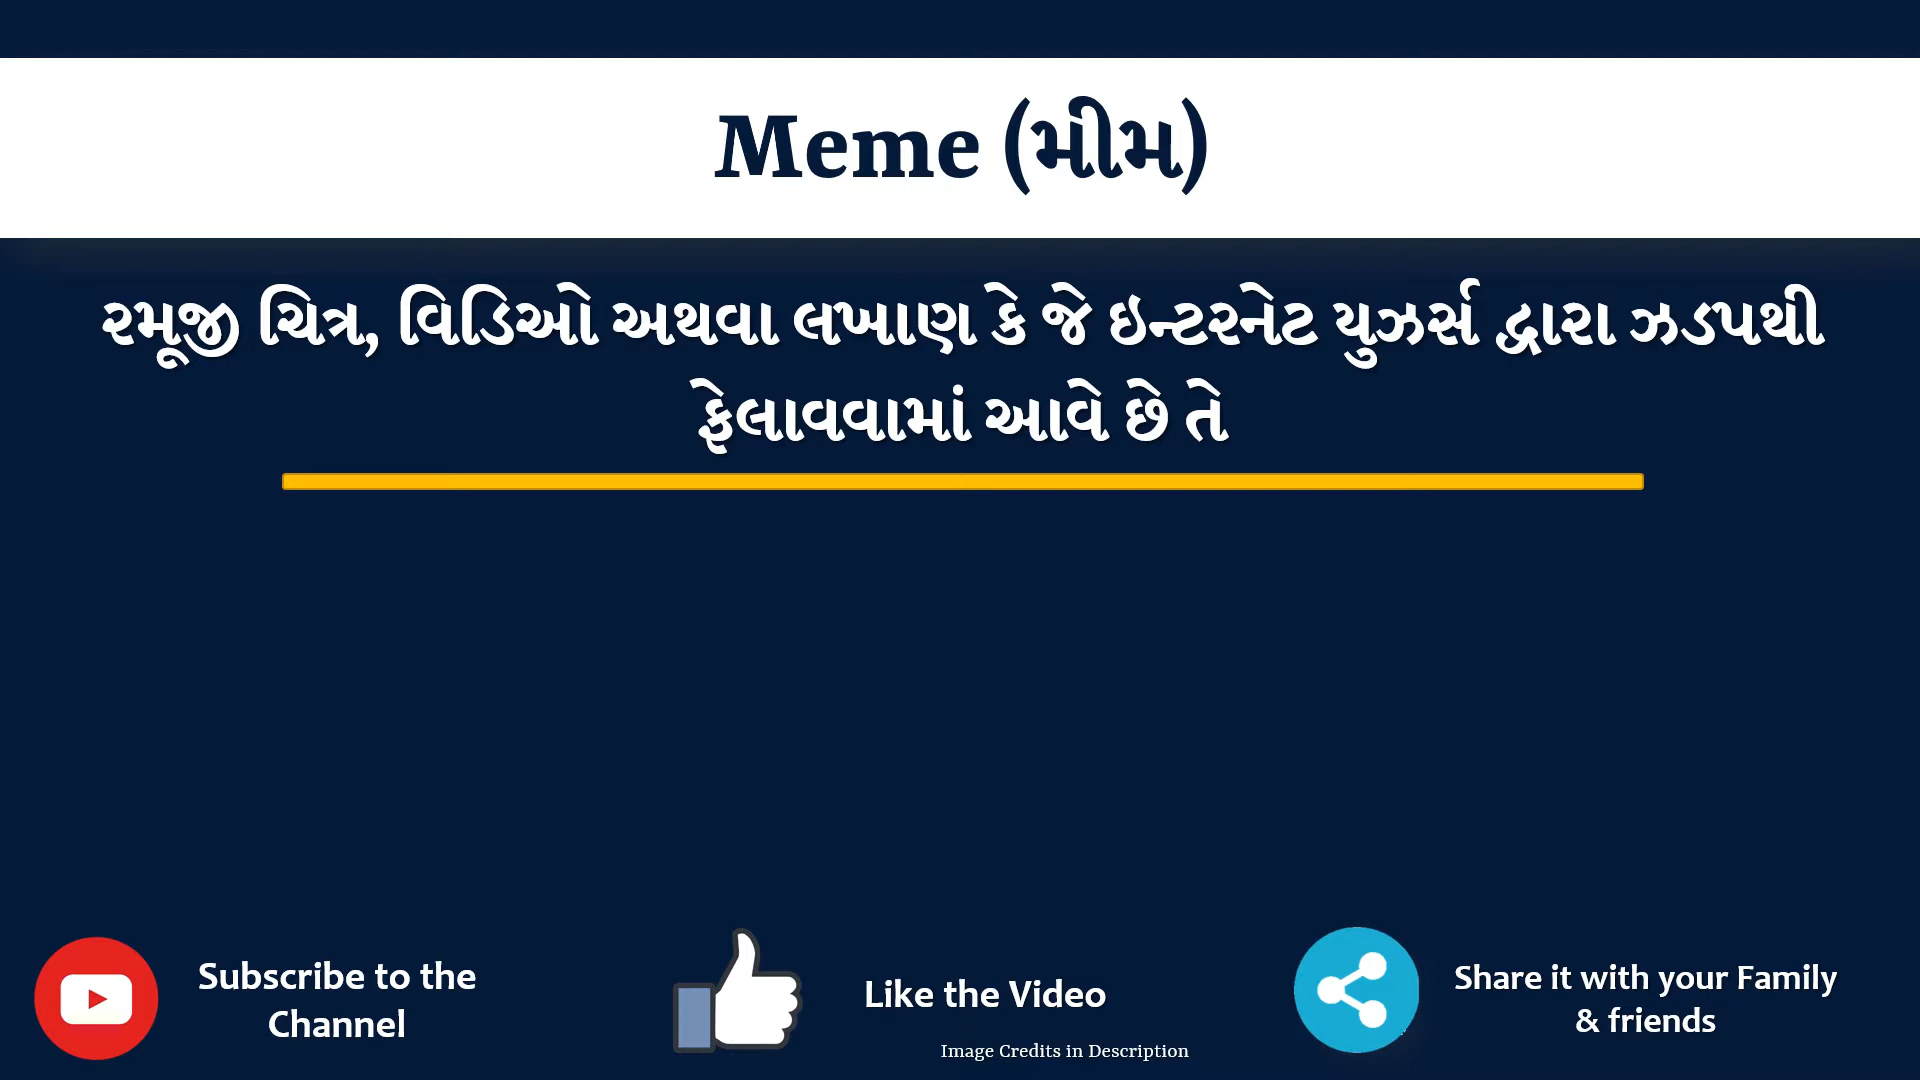 Meme (મીમ)
રમૂજી ચિત્ર, વિડિઓ અથવા લખાણ કે જે ઇન્ટરનેટ યુઝર્સ દ્વારા ઝડપથી
ફેલાવવામાં આવે છે તે
Subscribe to the
Channel
Like the Video
Share it with your Family
& friends
Image Credits in Description